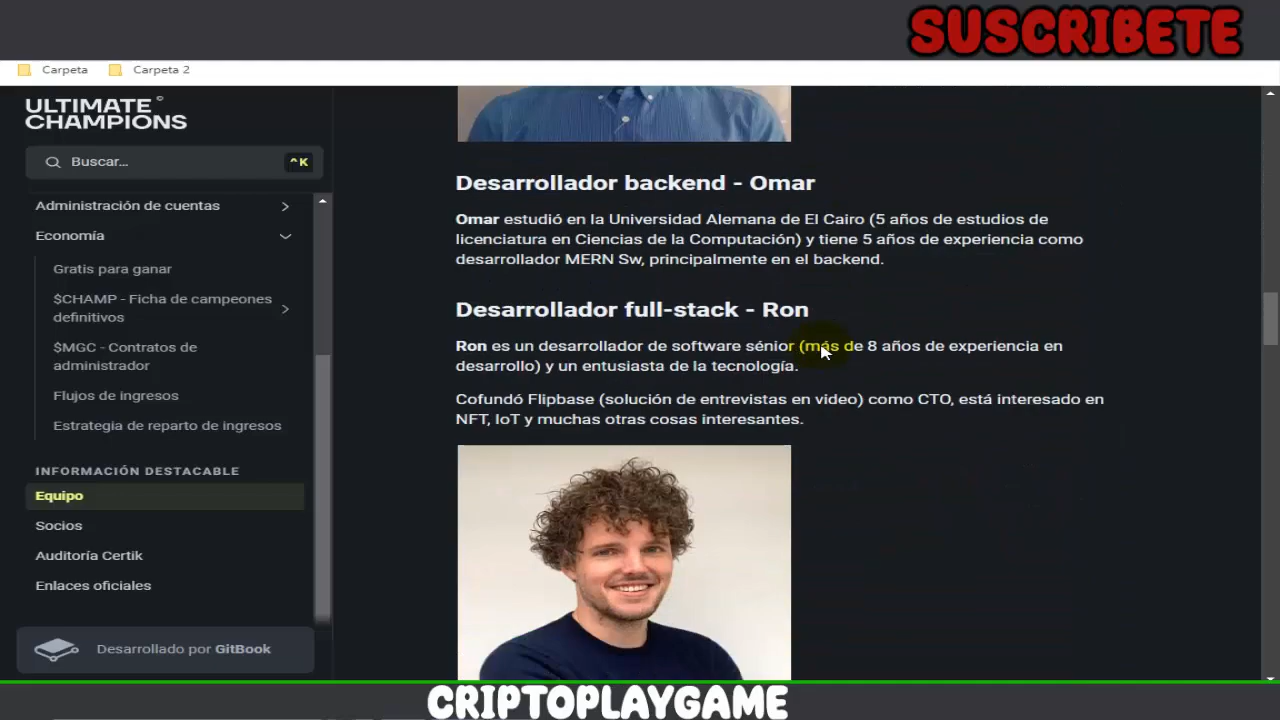 SUSCRIBETE
Carpeta
Carpeta 2
ULTIMATE
CHAMPIONS
Buscar...
^K
Administración de cuentas
Economía
Gratis para ganar
$CHAMP - Ficha de campeones
definitivos
$MGC - Contratos de
administrador
Flujos de ingresos
Estrategia de reparto de ingresos
INFORMACIÓN DESTACABLE
Equipo
Socios
Auditoría Certik
Enlaces oficiales
Desarrollado por GitBook
Desarrollador backend - Omar
Omar estudió en la Universidad Alemana de El Cairo (5 años de estudios de
licenciatura en Ciencias de la Computación) y tiene 5 años de experiencia como
desarrollador MERN Sw, principalmente en el backend.
Desarrollador full-stack - Ron
Ron es un desarrollador de software sénior (más de 8 años de experiencia en
desarrollo) y un entusiasta de la tecnología.
Cofundó Flipbase (solución de entrevistas en video) como CTO, está interesado en
NFT, IoT y muchas otras cosas interesantes.
CRIPTOPLAYGAME